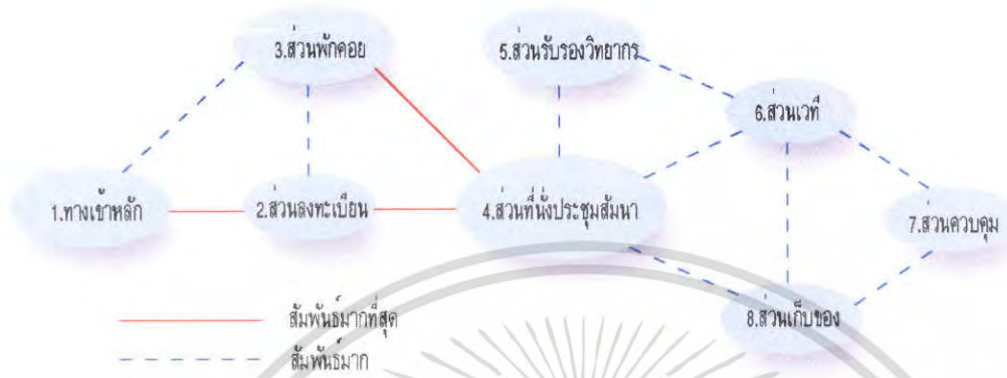 3.ส่วนพักคอย
5.ส่วนรับรองวิทยากร
6.ส่วนเวที
1.ทางเข้าหลัก
2.ส่วนลงทะเบียน
4.ส่วนที่นั่งประชุมสัมนา
7.ส่วนควบคุม
8.ส่วนเก็บของ
สัมพันธ์มากที่สุด
สัมพันธ์มาก